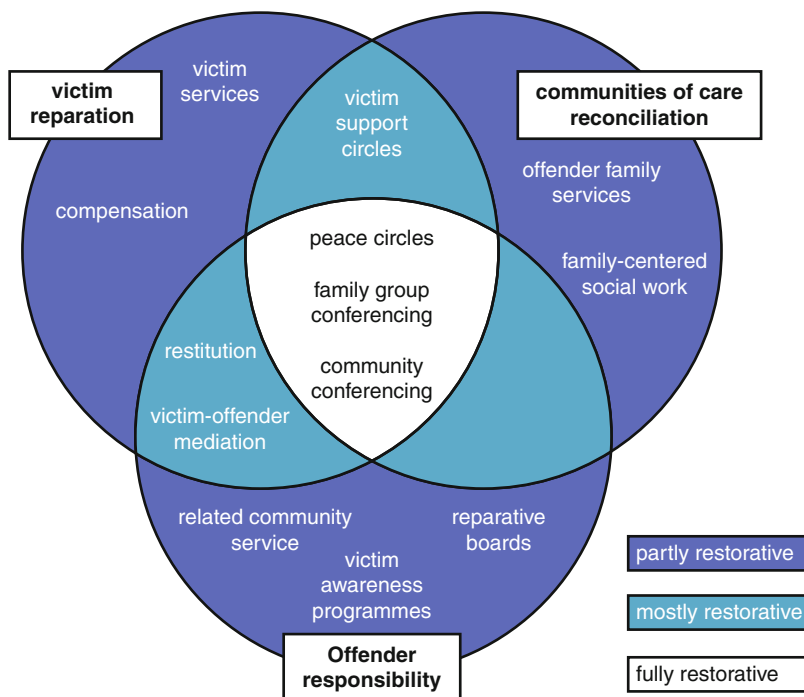 victim
reparation
victim
services
compensation
victim
support
circles
communities of care
reconciliation
offender family
services
family-centered
social work
peace circles
family group
conferencing
community
conferencing
restitution
victim-offender
mediation
related community
service
victim
awareness
programmes
reparative
boards
Offender
responsibility
partly restorative
mostly restorative
fully restorative